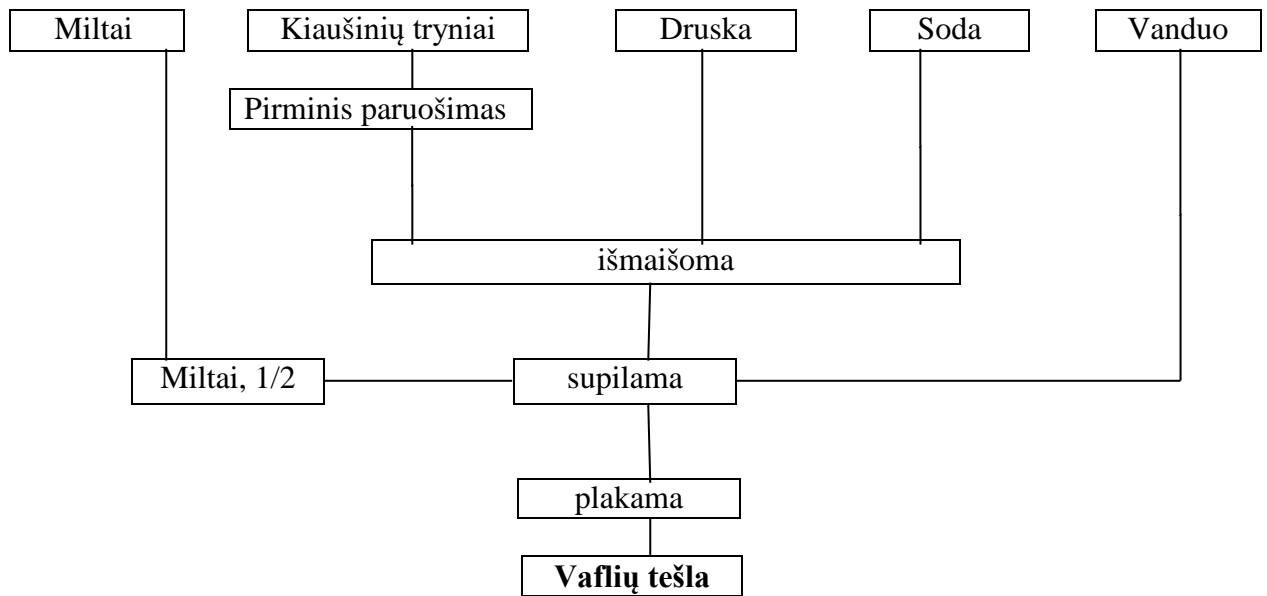 Miltai
Kiaušinių tryniai
Druska
Soda
Vanduo
Pirminis paruošimas
išmaišoma
Miltai, 1/2
supilama
plakama
Vaflių tešla